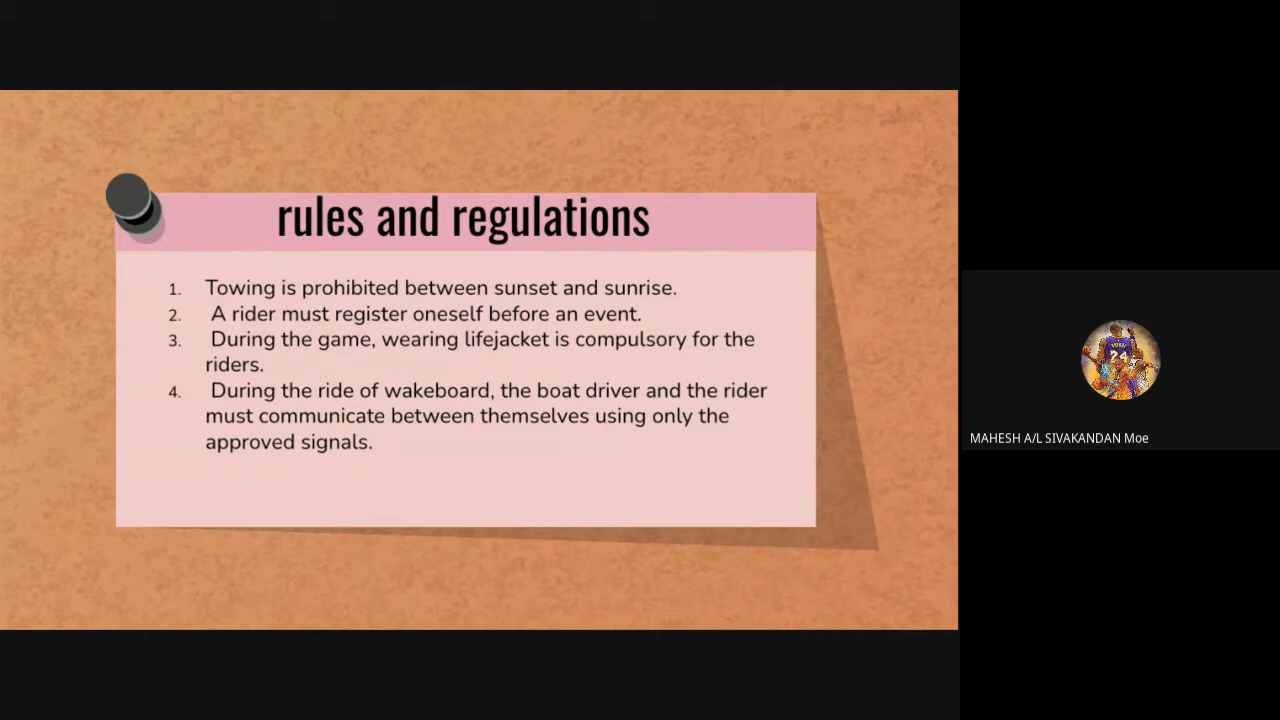 rules and regulations
1. Towing is prohibited between sunset and sunrise.
2. A rider must register oneself before an event.
3. During the game, wearing lifejacket is compulsory for the
riders.
4. During the ride of wakeboard, the boat driver and the rider
must communicate between themselves using only the
approved signals.
24
MAHESH A/L SIVAKANDAN Moe